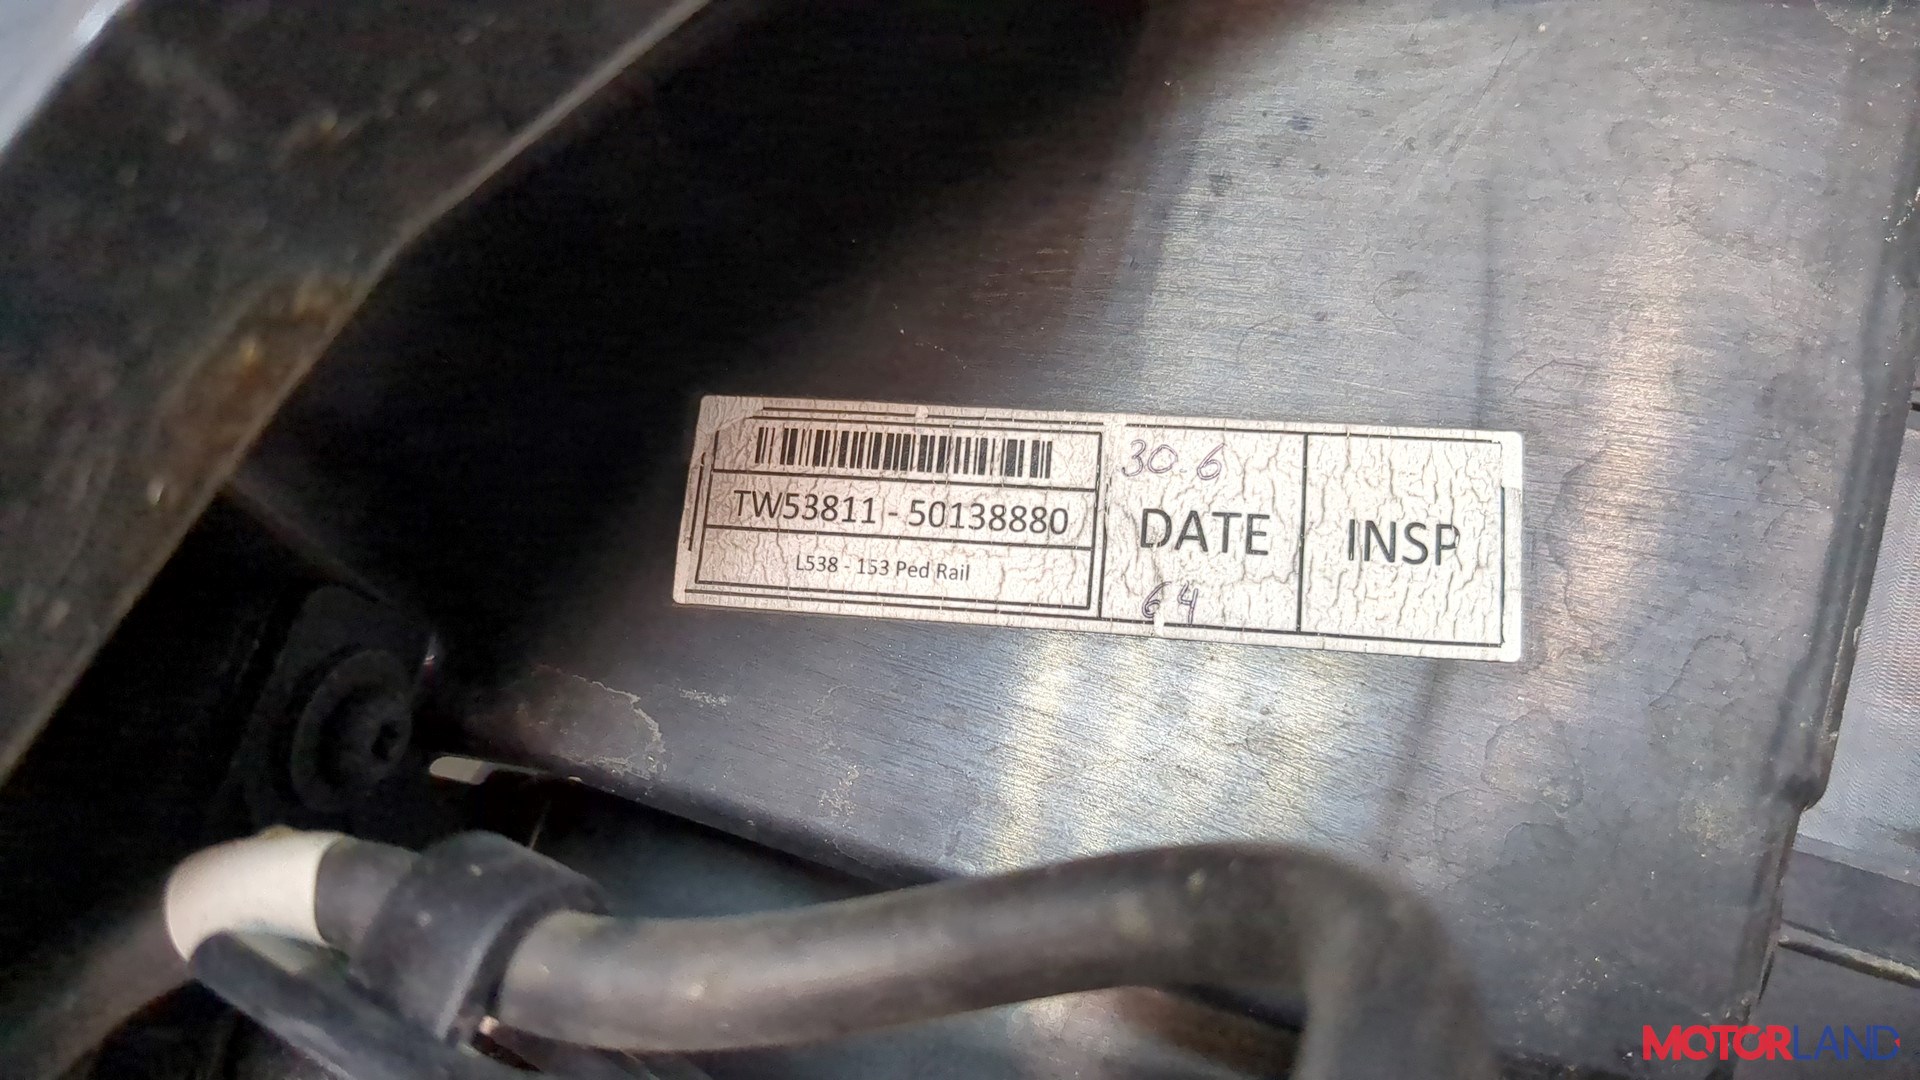 TW53811 - 50138880
L538 - 153 Ped Rail
30 6
DATE
64
INSP
MOTORLAND